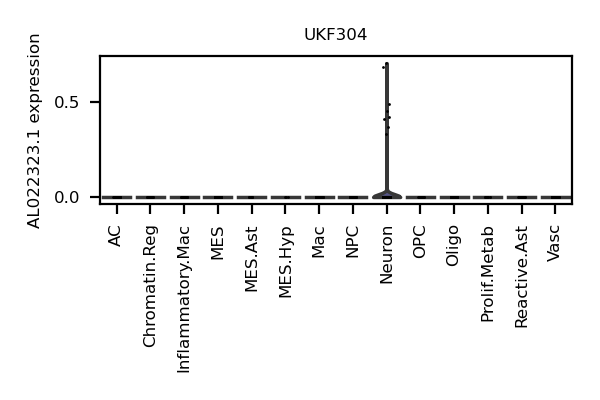 UKF304
AL022323.1 expression
0.5
0.0
AC
Chromatin.Reg
Inflammatory.Mac
MES
MES.Ast
MES.Hyp
Mac
NPC
Neuron
OPC
Oligo
Prolif.Metab
Reactive.Ast
Vasc